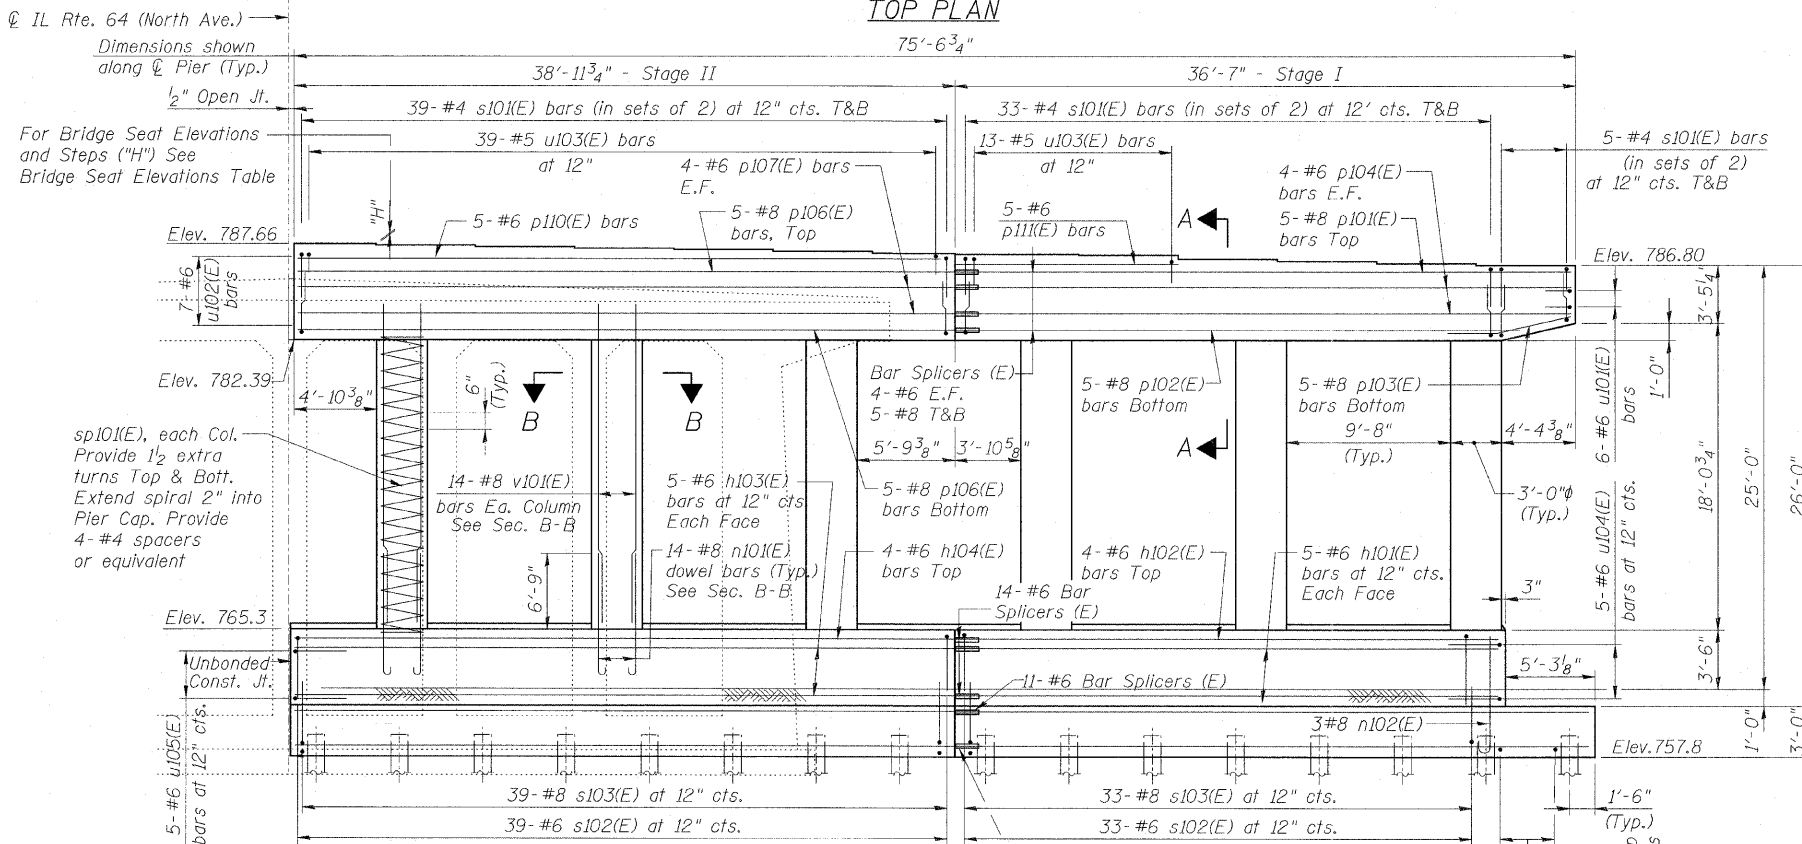 TOP PLAN
℄ IL Rte. 64 (North Ave.)
Dimensions shown
along ℄ Pier (Typ.)
½" Open Jt.
For Bridge Seat Elevations
and Steps ("H") See
Bridge Seat Elevations Table
75'-6¾"
38'-11¾" - Stage II
36'-7" - Stage I
39-#4 s101(E) bars (in sets of 2) at 12" cts. T&B
33-#4 s101(E) bars (in sets of 2) at 12' cts. T&B
39-#5 u103(E) bars
at 12"
13-#5 u103(E) bars
at 12"
5-#4 s101(E) bars
(in sets of 2)
at 12" cts. T&B
4-#6 p107(E) bars
E.F.
4-#6 p104(E)
bars E.F.
"H"
5-#6 p110(E) bars
5-#8 p106(E)
bars, Top
5-#6
p111(E) bars
A
5-#8 p101(E)
bars Top
Elev. 787.66
Elev. 786.80
7-#6
u102(E)
bars
3'-5¼"
1'-0"
Elev. 782.39
4'-10⅜"
6"
(Typ.)
B
B
Bar Splicers (E)
4-#6 E.F.
5-#8 T&B
5-#8 p102(E)
bars Bottom
5-#8 p103(E)
bars Bottom
6-#6 u101(E)
bars
sp101(E), each Col.
Provide 1½ extra
turns Top & Bott.
Extend spiral 2" into
Pier Cap. Provide
4-#4 spacers
or equivalent
5'-9⅜"
3'-10⅝"
A
9'-8"
(Typ.)
4'-4⅜"
14-#8 v101(E)
bars Ea. Column
See Sec. B-B
5-#6 h103(E)
bars at 12" cts.
Each Face
5-#8 p106(E)
bars Bottom
3'-0"φ
(Typ.)
18'-0¾"
25'-0"
26'-0"
6'-9"
14-#8 n101(E)
dowel bars (Typ.)
See Sec. B-B
4-#6 h104(E)
bars Top
4-#6 h102(E)
bars Top
5-#6 h101(E)
bars at 12" cts.
Each Face
5-#6 u104(E)
bars at 12" cts.
14-#6 Bar
Splicers (E)
3"
Elev. 765.3
Unbonded
Const. Jt.
5'-3⅛"
3'-6"
11-#6 Bar Splicers (E)
3#8 n102(E)
Elev.757.8
1'-0"
3'-0"
5-#6 u105(E)
bars at 12" cts.
39-#8 s103(E) at 12" cts.
33-#8 s103(E) at 12" cts.
39-#6 s102(E) at 12" cts.
33-#6 s102(E) at 12" cts.
1'-6"
(Typ.)